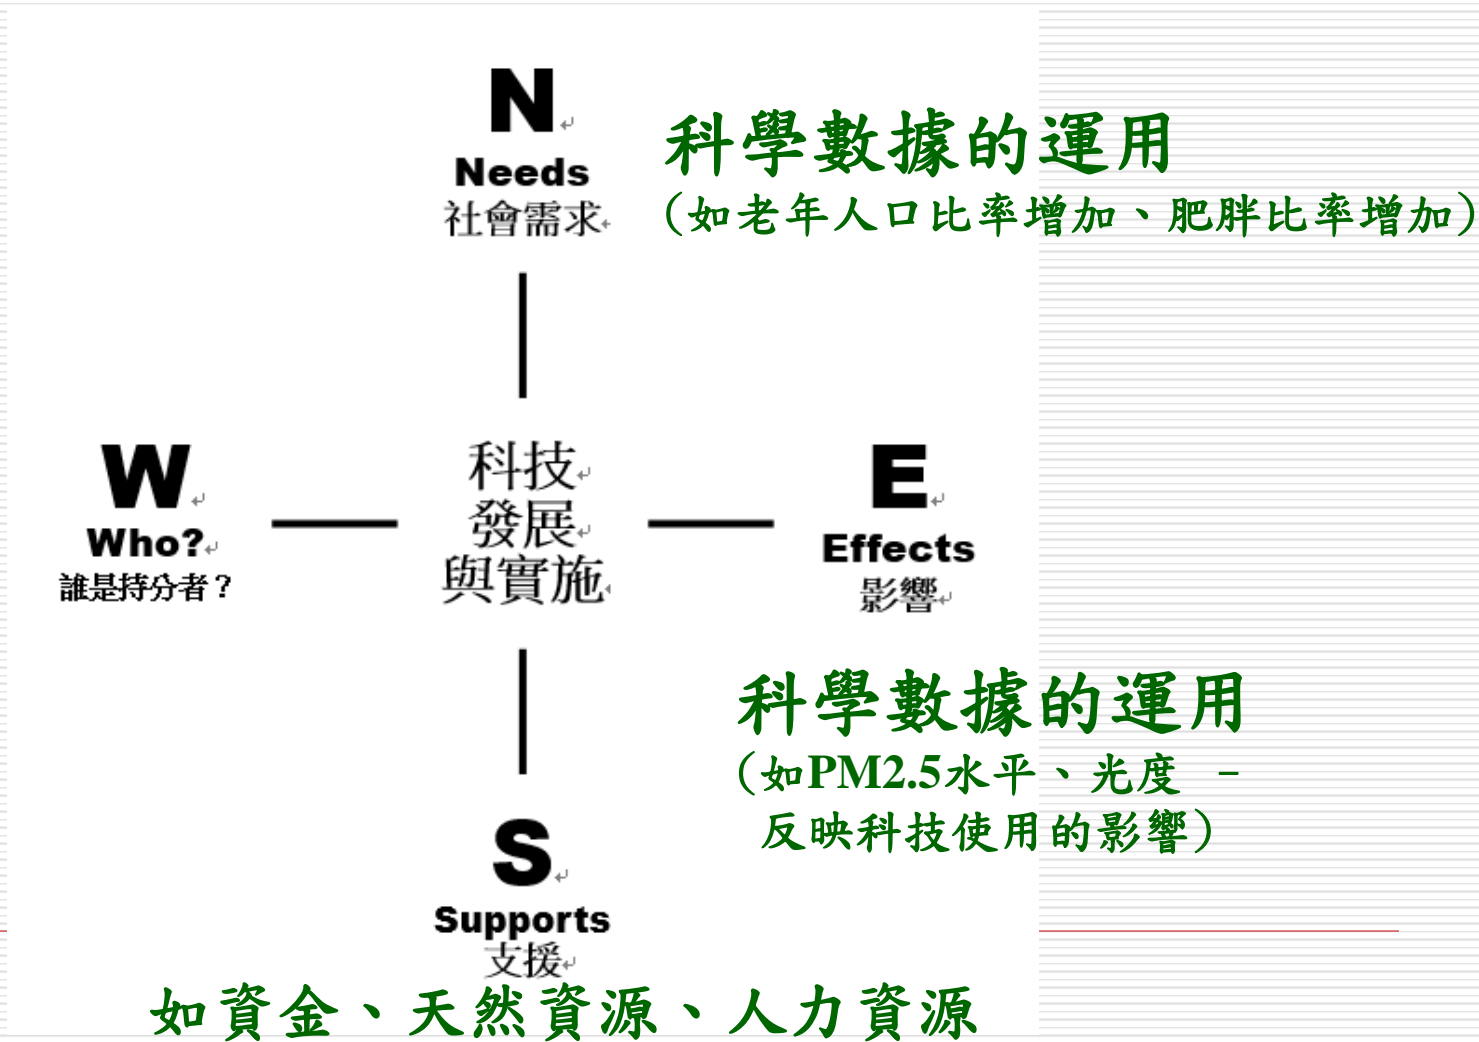 N
Needs
社會需求
科學數據的運用
(如老年人口比率增加、肥胖比率增加)
W
Who?
誰是持分者?
科技
發展
與實施
E
Effects
影響
科學數據的運用
(如PM2.5水平、光度 -
反映科技使用的影響)
S
Supports
支援
如資金、天然資源、人力資源